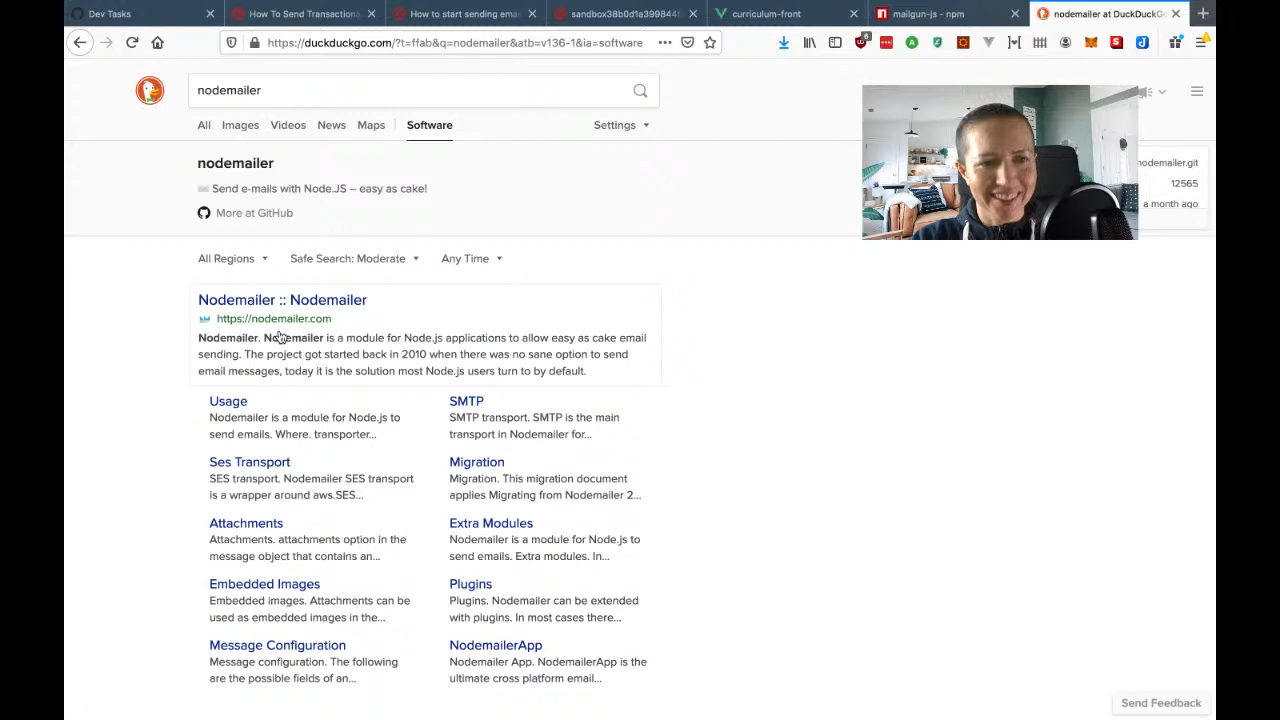 Dev Tasks
How To Send Transactiona
How to start sending emai
sandbox38b0d1a399844f
curriculum-front
mailgun-js - npm
nodemailer at DuckDuckGo
https://duckduckgo.com/?t=ffab&q=nodemailer&atb=v136-1&ia=software
6
nodemailer
All Images Videos News Maps Software Settings
nodemailer
Send e-mails with Node.JS – easy as cake!
More at GitHub
nodemailer.git
12565
a month ago
All Regions Safe Search: Moderate Any Time
Nodemailer :: Nodemailer
https://nodemailer.com
Nodemailer. Nodemailer is a module for Node.js applications to allow easy as cake email
sending. The project got started back in 2010 when there was no sane option to send
email messages, today it is the solution most Node.js users turn to by default.
Usage
Nodemailer is a module for Node.js to
send emails. Where. transporter...
SMTP
SMTP transport. SMTP is the main
transport in Nodemailer for...
Ses Transport
SES transport. Nodemailer SES transport
is a wrapper around aws.SES...
Migration
Migration. This migration document
applies Migrating from Nodemailer 2...
Attachments
Attachments. attachments option in the
message object that contains an...
Extra Modules
Nodemailer is a module for Node.js to
send emails. Extra modules. In...
Embedded Images
Embedded images. Attachments can be
used as embedded images in the...
Plugins
Plugins. Nodemailer can be extended
with plugins. In most cases there...
Message Configuration
Message configuration. The following
are the possible fields of an...
NodemailerApp
Nodemailer App. NodemailerApp is the
ultimate cross platform email...
Send Feedback